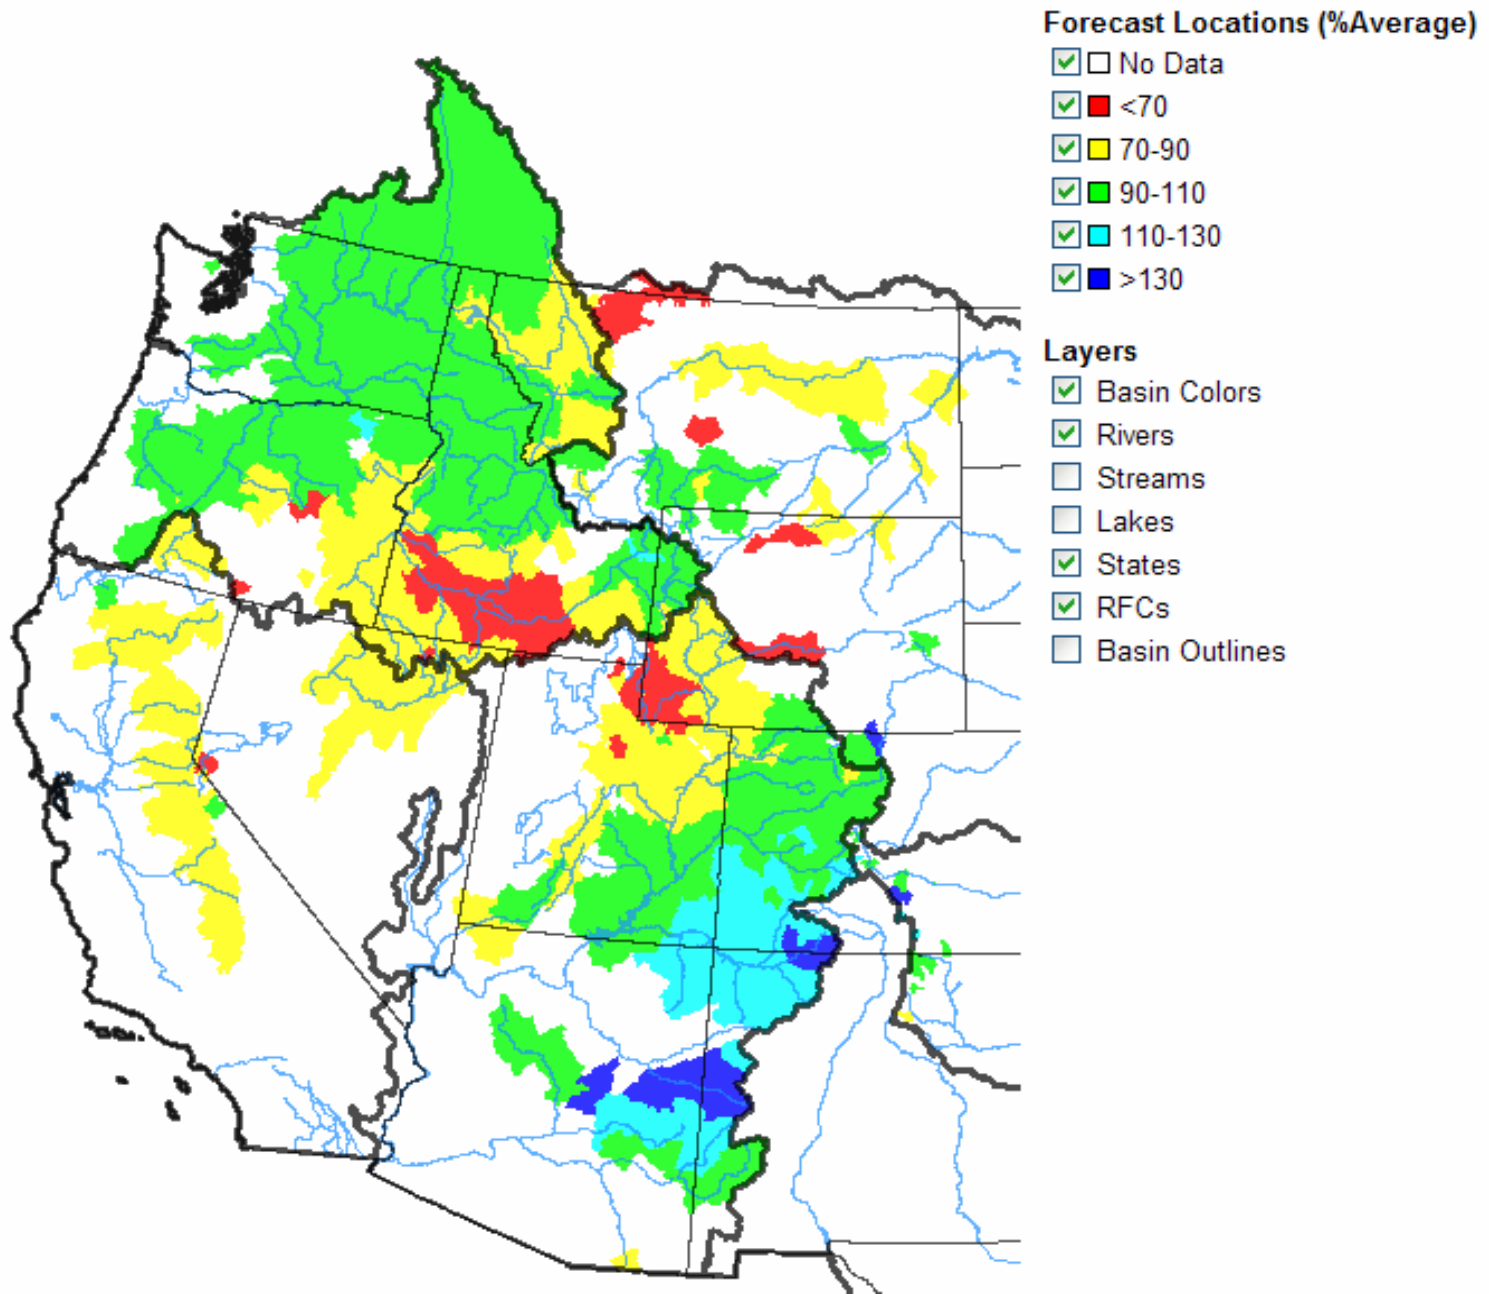 Forecast Locations (%Average)
No Data
<70
70-90
90-110
110-130
>130
Layers
Basin Colors
Rivers
Streams
Lakes
States
RFCs
Basin Outlines